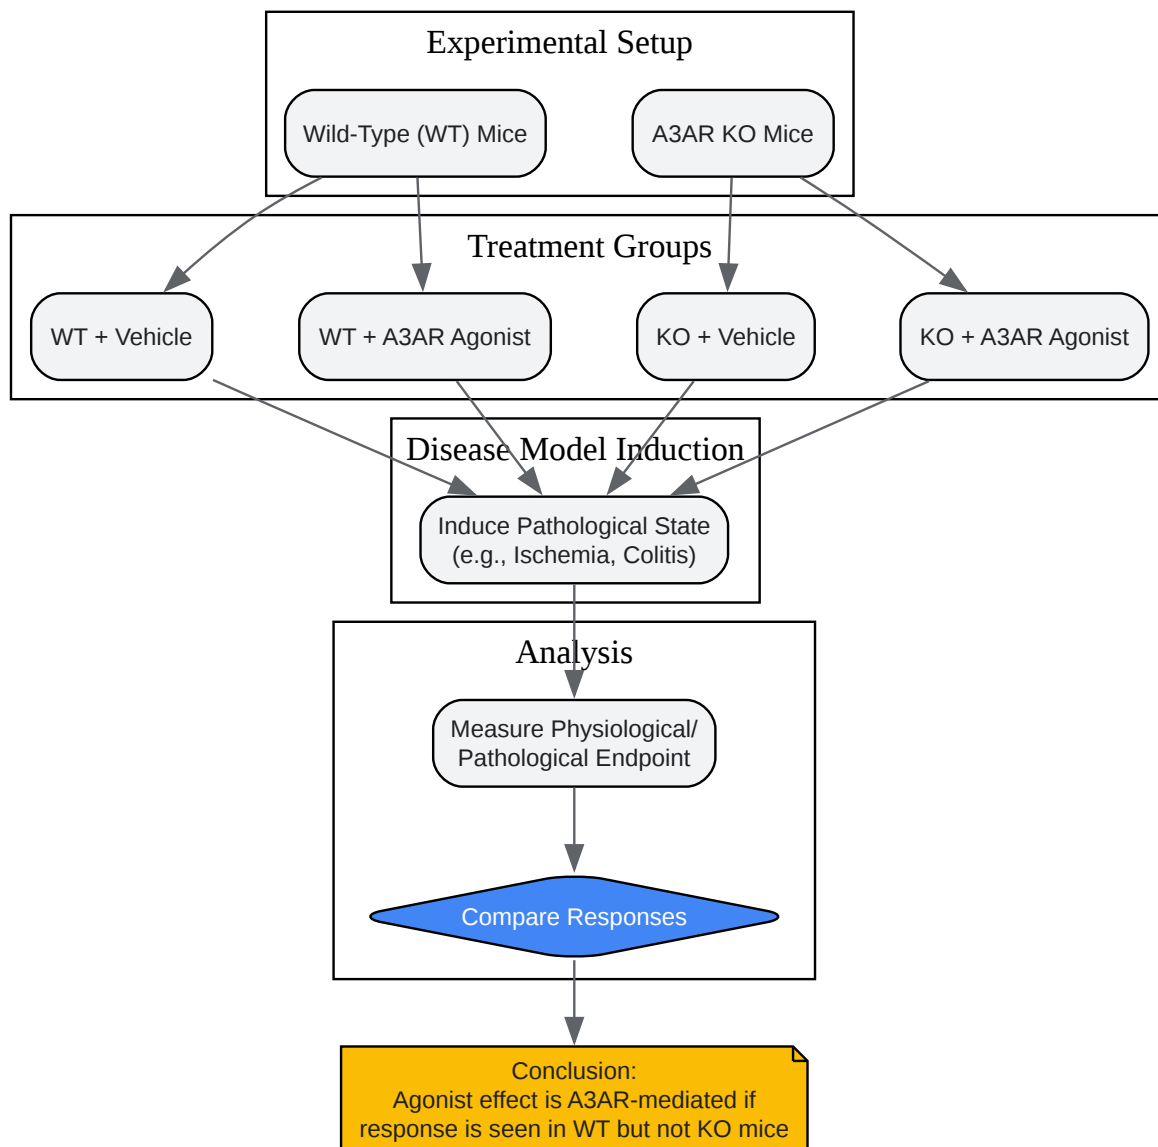 Experimental Setup
Wild-Type (WT) Mice
A3AR KO Mice
Treatment Groups
WT + Vehicle
WT + A3AR Agonist
KO + Vehicle
KO + A3AR Agonist
Disease Model Induction
Induce Pathological State
(e.g., Ischemia, Colitis)
Analysis
Measure Physiological/
Pathological Endpoint
Compare Responses
Conclusion:
Agonist effect is A3AR-mediated if
response is seen in WT but not KO mice